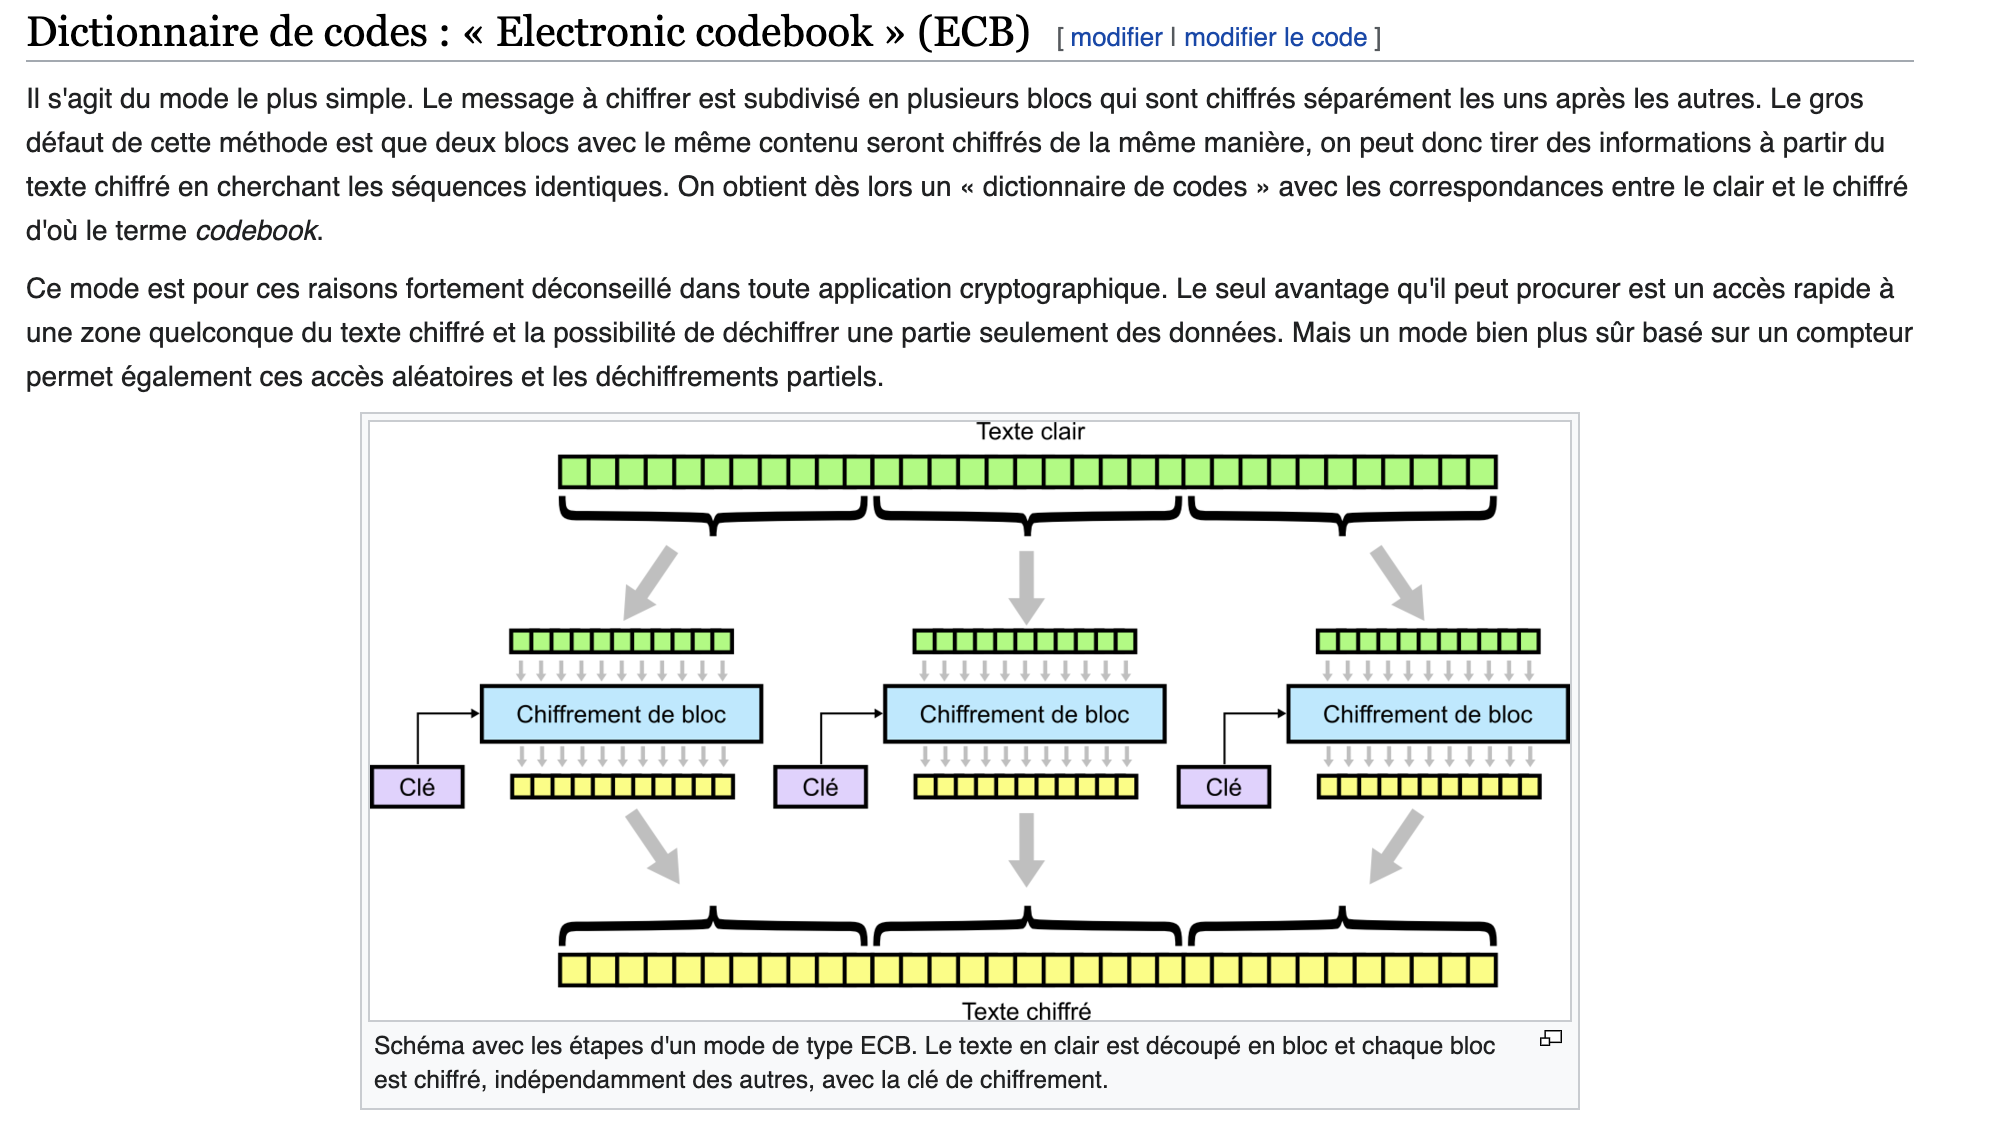 Dictionnaire de codes : « Electronic codebook » (ECB) [ modifier | modifier le code ]
Il s'agit du mode le plus simple. Le message à chiffrer est subdivisé en plusieurs blocs qui sont chiffrés séparément les uns après les autres. Le gros
défaut de cette méthode est que deux blocs avec le même contenu seront chiffrés de la même manière, on peut donc tirer des informations à partir du
texte chiffré en cherchant les séquences identiques. On obtient dès lors un « dictionnaire de codes » avec les correspondances entre le clair et le chiffré
d'où le terme codebook.
Ce mode est pour ces raisons fortement déconseillé dans toute application cryptographique. Le seul avantage qu'il peut procurer est un accès rapide à
une zone quelconque du texte chiffré et la possibilité de déchiffrer une partie seulement des données. Mais un mode bien plus sûr basé sur un compteur
permet également ces accès aléatoires et les déchiffrements partiels.
Texte clair
Chiffrement de bloc Chiffrement de bloc Chiffrement de bloc
Clé Clé Clé
Texte chiffré
Schéma avec les étapes d'un mode de type ECB. Le texte en clair est découpé en bloc et chaque bloc
est chiffré, indépendamment des autres, avec la clé de chiffrement.